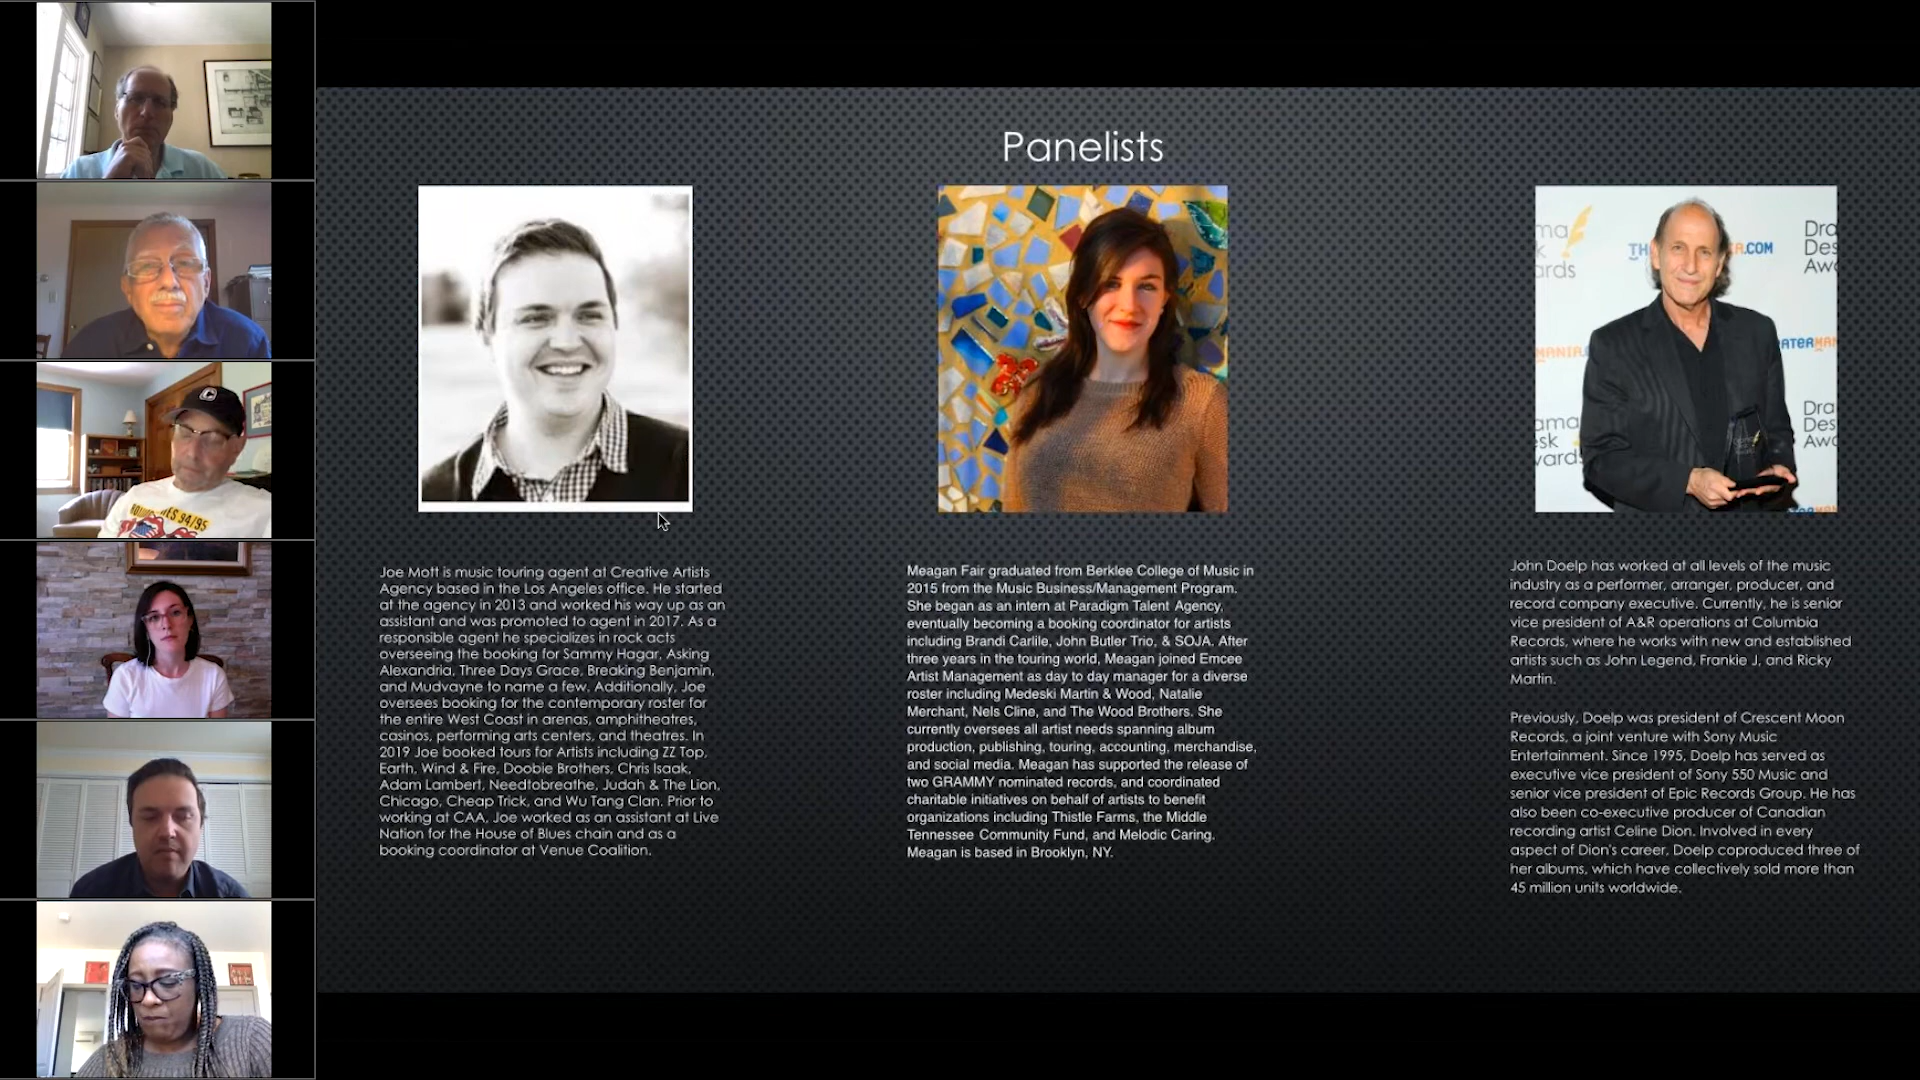 Panelists
Joe Mott is music touring agent at Creative Artists
Agency based in the Los Angeles office. He started
at the agency in 2013 and worked his way up as an
assistant and was promoted to agent in 2017. As a
responsible agent he specializes in rock acts
overseeing the booking for Sammy Hagar, Asking
Alexandria, Three Days Grace, Breaking Benjamin,
and Mudvayne to name a few. Additionally, Joe
oversees booking for the contemporary roster for
the entire West Coast in arenas, amphitheatres,
casinos, performing arts centers, and theatres. In
2019 Joe booked tours for Artists including ZZ Top,
Earth, Wind & Fire, Doobie Brothers, Chris Isaak,
Adam Lambert, Needtobreathe, Judah & The Lion,
Chicago, Cheap Trick, and Wu Tang Clan. Prior to
working at CAA, Joe worked as an assistant at Live
Nation for the House of Blues chain and as a
booking coordinator at Venue Coalition.
Meagan Fair graduated from Berklee College of Music in
2015 from the Music Business/Management Program.
She began as an intern at Paradigm Talent Agency,
eventually becoming a booking coordinator for artists
including Brandi Carlile, John Butler Trio, & SOJA. After
three years in the touring world, Meagan joined Emcee
Artist Management as day to day manager for a diverse
roster including Medeski Martin & Wood, Natalie
Merchant, Nels Cline, and The Wood Brothers. She
currently oversees all artist needs spanning album
production, publishing, touring, accounting, merchandise,
and social media. Meagan has supported the release of
two GRAMMY nominated records, and coordinated
charitable initiatives on behalf of artists to benefit
organizations including Thistle Farms, the Middle
Tennessee Community Fund, and Melodic Caring.
Meagan is based in Brooklyn, NY.
ma
sk
ards
TH
.COM
Dra
Des
Awa
MANIA.
ATERMAN
ama
esk
wards
Dra
Des
Awa
John Doelp has worked at all levels of the music
industry as a performer, arranger, producer, and
record company executive. Currently, he is senior
vice president of A&R operations at Columbia
Records, where he works with new and established
artists such as John Legend, Frankie J, and Ricky
Martin.
Previously, Doelp was president of Crescent Moon
Records, a joint venture with Sony Music
Entertainment. Since 1995, Doelp has served as
executive vice president of Sony 550 Music and
senior vice president of Epic Records Group. He has
also been co-executive producer of Canadian
recording artist Celine Dion. Involved in every
aspect of Dion's career, Doelp coproduced three of
her albums, which have collectively sold more than
45 million units worldwide.
94/95